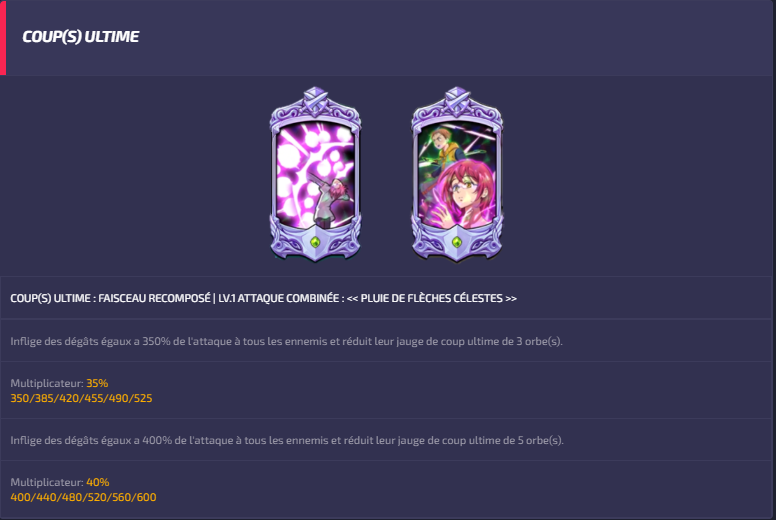 COUP(S) ULTIME
COUP(S) ULTIME : FAISCEAU RECOMPOSÉ | LV.1 ATTAQUE COMBINÉE : << PLUIE DE FLÈCHES CÉLESTES >>
Inflige des dégâts égaux a 350% de l'attaque à tous les ennemis et réduit leur jauge de coup ultime de 3 orbe(s).
Multiplicateur: 35%
350/385/420/455/490/525
Inflige des dégâts égaux a 400% de l'attaque à tous les ennemis et réduit leur jauge de coup ultime de 5 orbe(s).
Multiplicateur: 40%
400/440/480/520/560/600